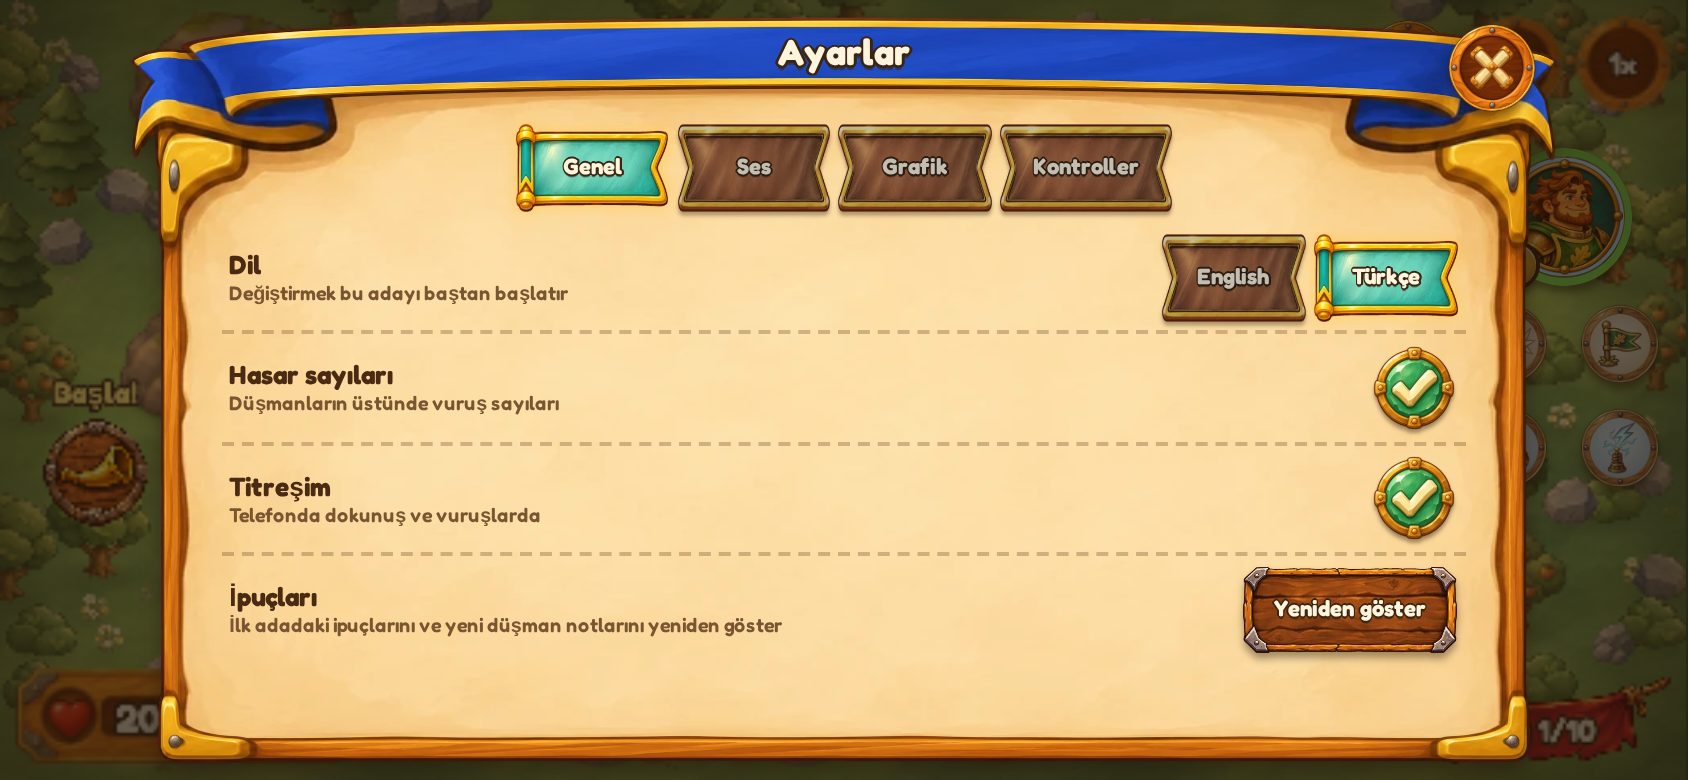 Ayarlar
1x
Genel
Ses
Grafik
Kontroller
Dil
Değiştirmek bu adayı baştan başlatır
English
Türkçe
Hasar sayıları
Düşmanların üstünde vuruş sayıları
Başla!
Titreşim
Telefonda dokunuş ve vuruşlarda
İpuçları
İlk adadaki ipuçlarını ve yeni düşman notlarını yeniden göster
Yeniden göster
20
1/10